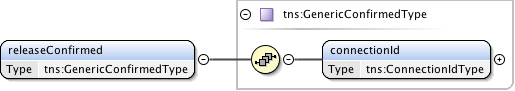 tns:GenericConfirmedType
releaseConfirmed
Type tns:GenericConfirmedType
connectionId
Type tns:ConnectionIdType